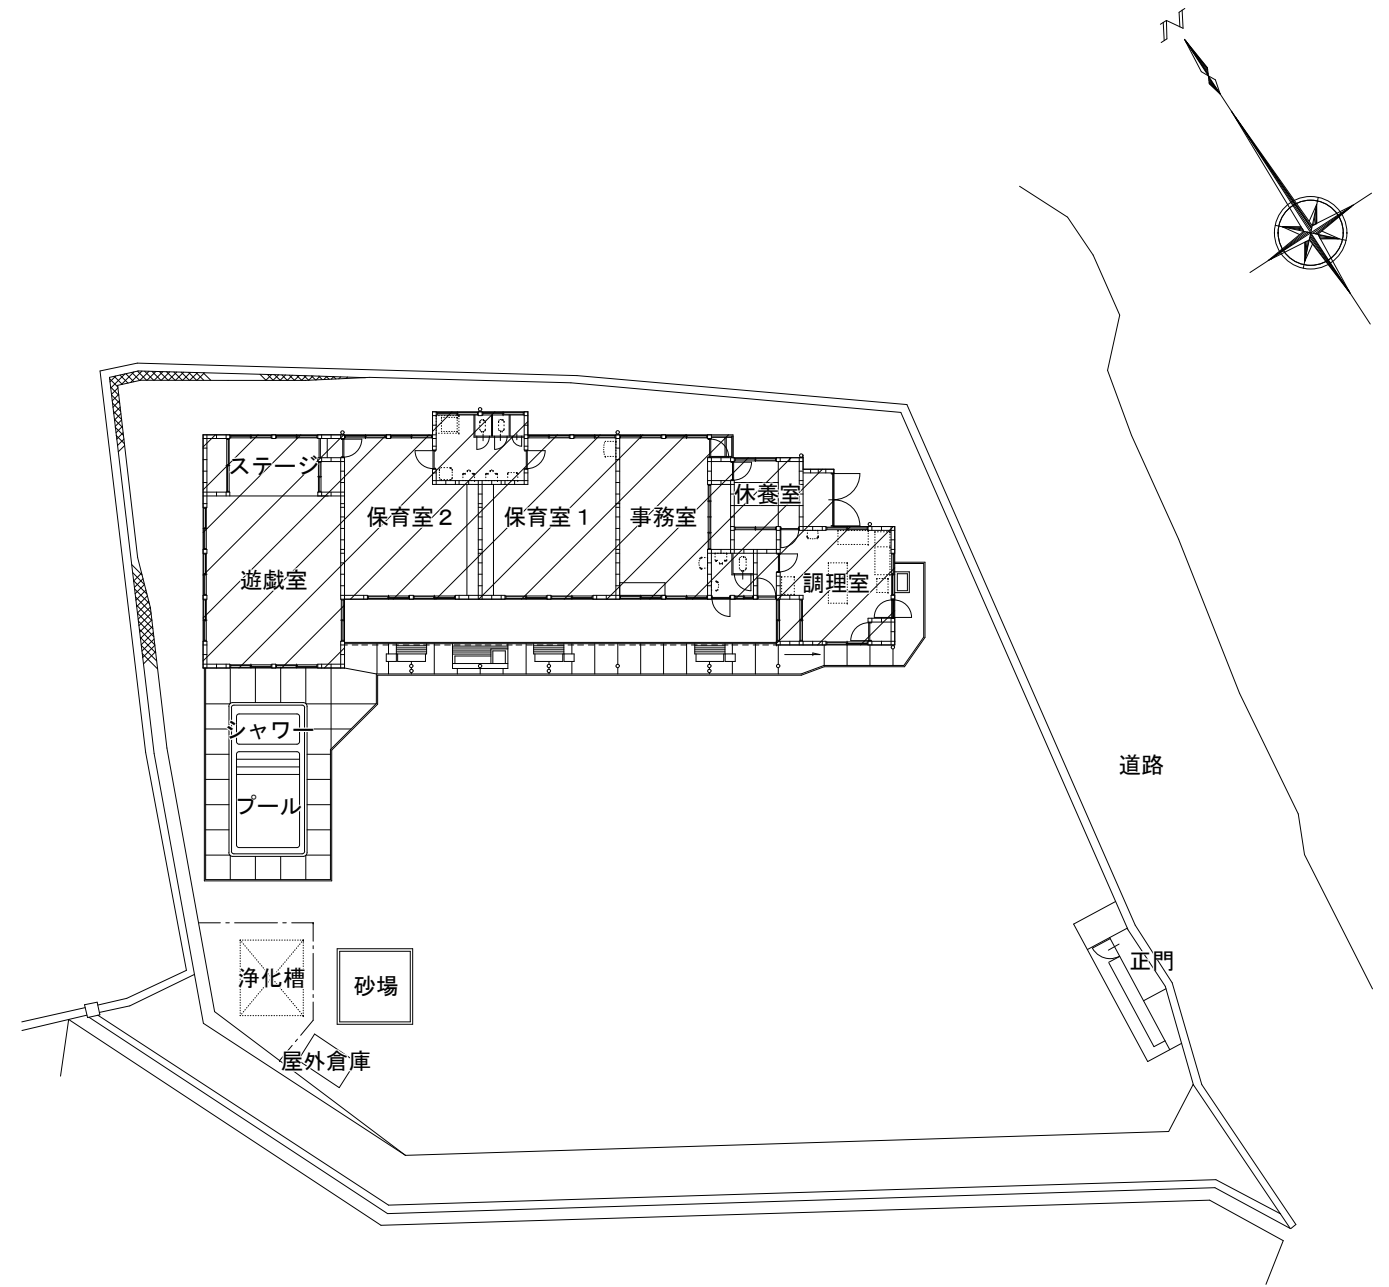 N
ステージ
休養室
保育室２
保育室１
事務室
遊戯室
調理室
シャワー
プール
道路
正門
浄化槽
砂場
屋外倉庫